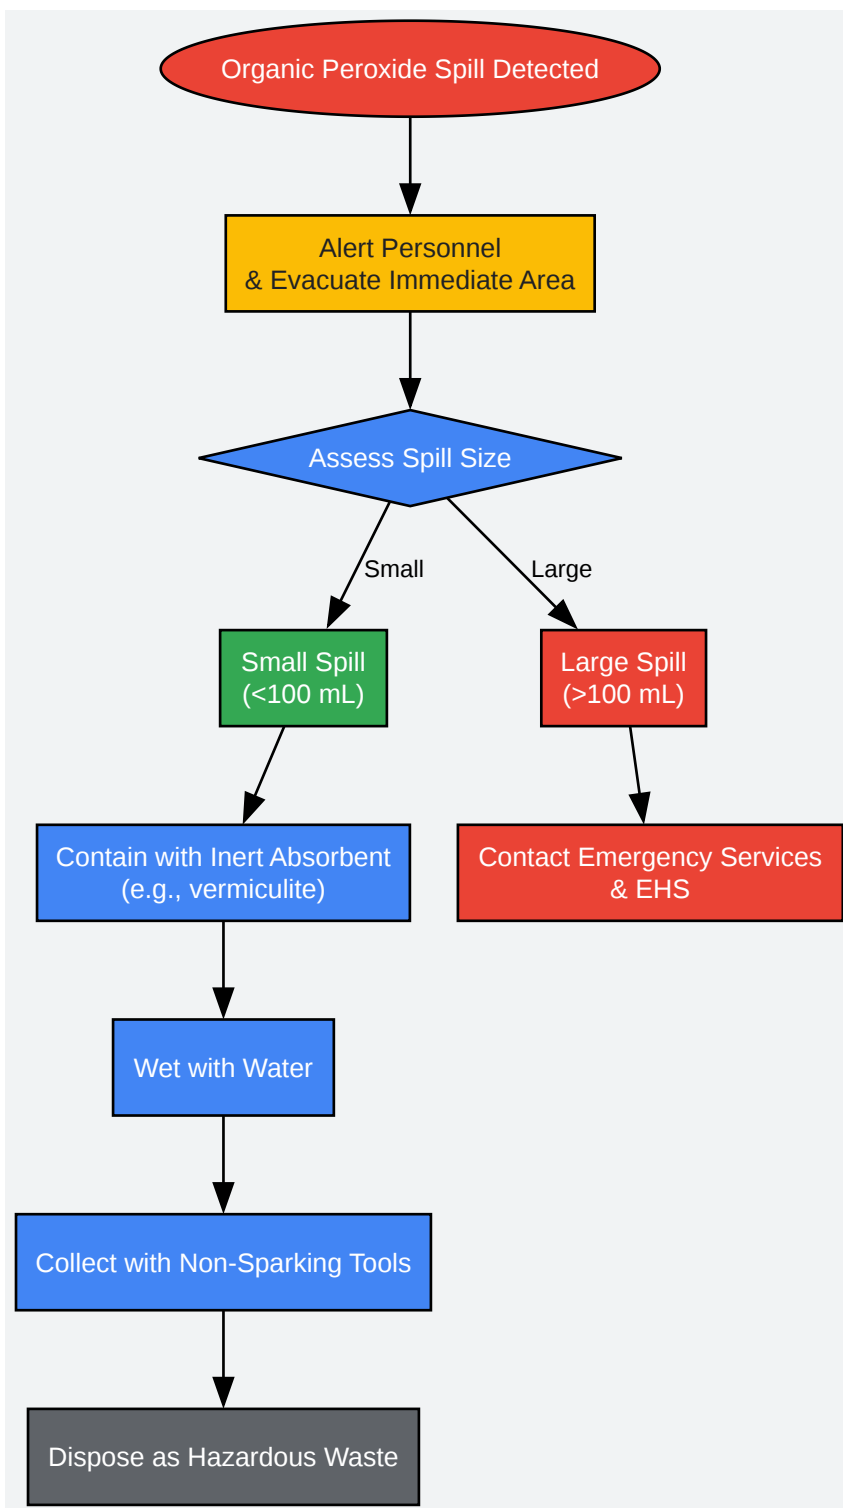 Organic Peroxide Spill Detected
Alert Personnel
& Evacuate Immediate Area
Assess Spill Size
Small
Large
Small Spill
(<100 mL)
Large Spill
(>100 mL)
Contain with Inert Absorbent
(e.g., vermiculite)
Contact Emergency Services
& EHS
Wet with Water
Collect with Non-Sparking Tools
Dispose as Hazardous Waste